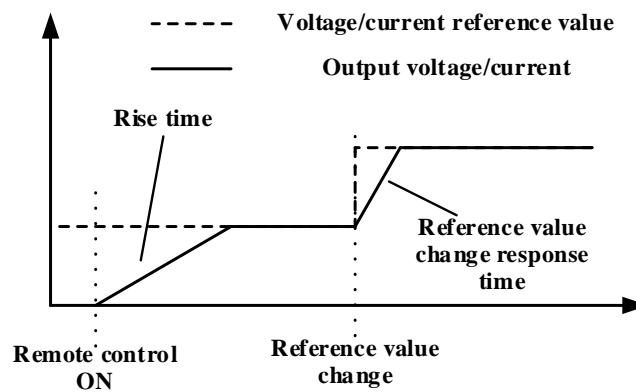 Voltage/current reference value
Output voltage/current
Rise time
Reference value
change response
time
Remote control
ON
Reference value
change